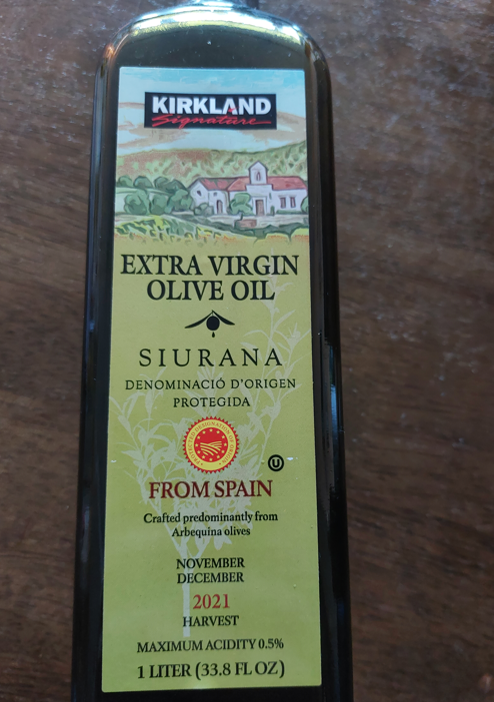 KIRKLAND
Signature
EXTRA VIRGIN
OLIVE OIL
SIURANA
DENOMINACIÓ D'ORIGEN
PROTEGIDA
U
FROM SPAIN
Crafted predominantly from
Arbequina olives
NOVEMBER
DECEMBER
2021
HARVEST
MAXIMUM ACIDITY 0.5%
1 LITER (33.8 FL OZ)